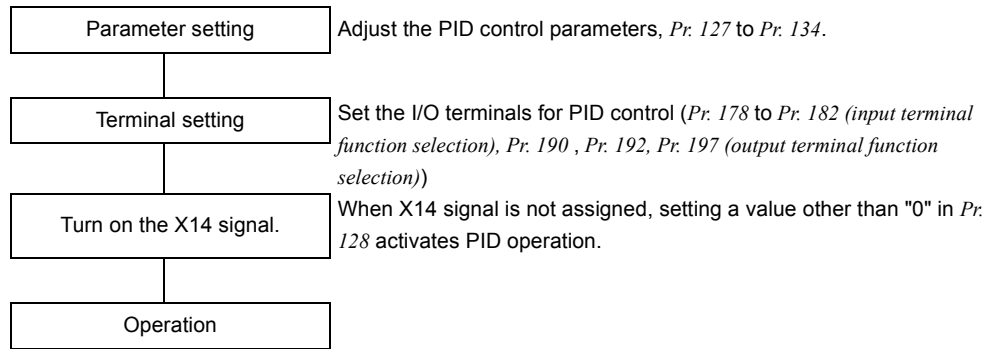 Parameter setting
Adjust the PID control parameters, Pr. 127 to Pr. 134.
Terminal setting
Set the I/O terminals for PID control (Pr. 178 to Pr. 182 (input terminal
function selection), Pr. 190 , Pr. 192, Pr. 197 (output terminal function
selection))
Turn on the X14 signal.
When X14 signal is not assigned, setting a value other than "0" in Pr.
128 activates PID operation.
Operation